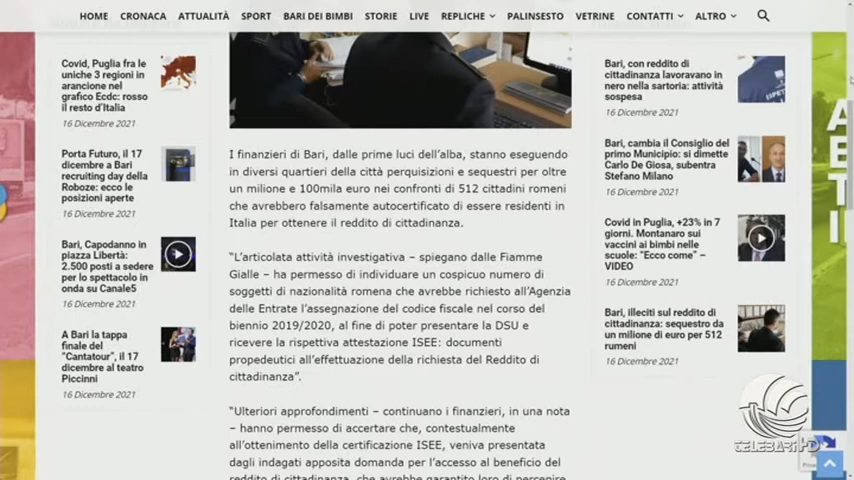 HOME CRONACA ATTUALITÀ SPORT BARI DEI BIMBI STORIE LIVE REPLICHE PALINSESTO VETRINE CONTATTI ALTRO
Covid, Puglia fra le
uniche 3 regioni in
arancione nel
grafico Ecdc: rosso
il resto d'Italia
16 Dicembre 2021
Porta Futuro, il 17
dicembre a Bari
recruiting day della
Roboze: ecco le
posizioni aperte
16 Dicembre 2021
Bari, Capodanno in
piazza Libertà:
2.500 posti a sedere
per lo spettacolo in
onda su Canale5
16 Dicembre 2021
A Bari la tappa
finale del
"Cantatour", il 17
dicembre al teatro
Piccinni
16 Dicembre 2021
I finanzieri di Bari, dalle prime luci dell'alba, stanno eseguendo
in diversi quartieri della città perquisizioni e sequestri per oltre
un milione e 100mila euro nei confronti di 512 cittadini romeni
che avrebbero falsamente autocertificato di essere residenti in
Italia per ottenere il reddito di cittadinanza.
"L'articolata attività investigativa – spiegano dalle Fiamme
Gialle – ha permesso di individuare un cospicuo numero di
soggetti di nazionalità romena che avrebbe richiesto all'Agenzia
delle Entrate l'assegnazione del codice fiscale nel corso del
biennio 2019/2020, al fine di poter presentare la DSU e
ricevere la rispettiva attestazione ISEE: documenti
propedeutici all'effettuazione della richiesta del Reddito di
cittadinanza".
"Ulteriori approfondimenti – continuano i finanzieri, in una nota
– hanno permesso di accertare che, contestualmente
all'ottenimento della certificazione ISEE, veniva presentata
dagli indagati apposita domanda per l'accesso al beneficio del
reddito di cittadinanza, che avrebbe garantito loro di percepire
Bari, con reddito di
cittadinanza lavoravano in
nero nella sartoria: attività
sospesa
16 Dicembre 2021
Bari, cambia il Consiglio del
primo Municipio: si dimette
Carlo De Giosa, subentra
Stefano Milano
16 Dicembre 2021
Covid in Puglia, +23% in 7
giorni. Montanaro sui
vaccini ai bimbi nelle
scuole: "Ecco come" –
VIDEO
16 Dicembre 2021
Bari, illeciti sul reddito di
cittadinanza: sequestro da
un milione di euro per 512
rumeni
16 Dicembre 2021
TELEBARI HD